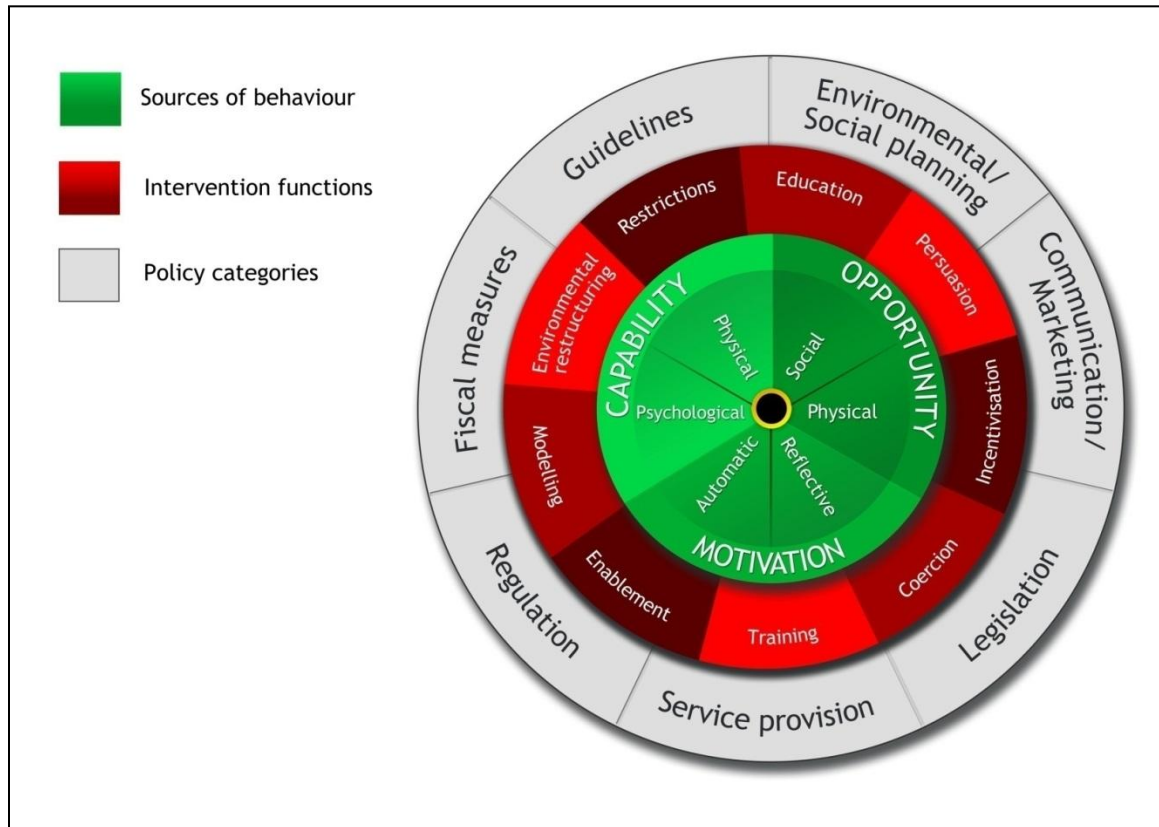 Sources of behaviour
Intervention functions
Policy categories
Guidelines
Environmental/
Social planning
Communication/
Marketing
Legislation
Service provision
Regulation
Fiscal measures
Restrictions
Education
Persuasion
Incentivisation
Coercion
Training
Enablement
Modelling
Environmental
restructuring
CAPABILITY
OPPORTUNITY
MOTIVATION
Physical
Social
Psychological
Physical
Automatic
Reflective